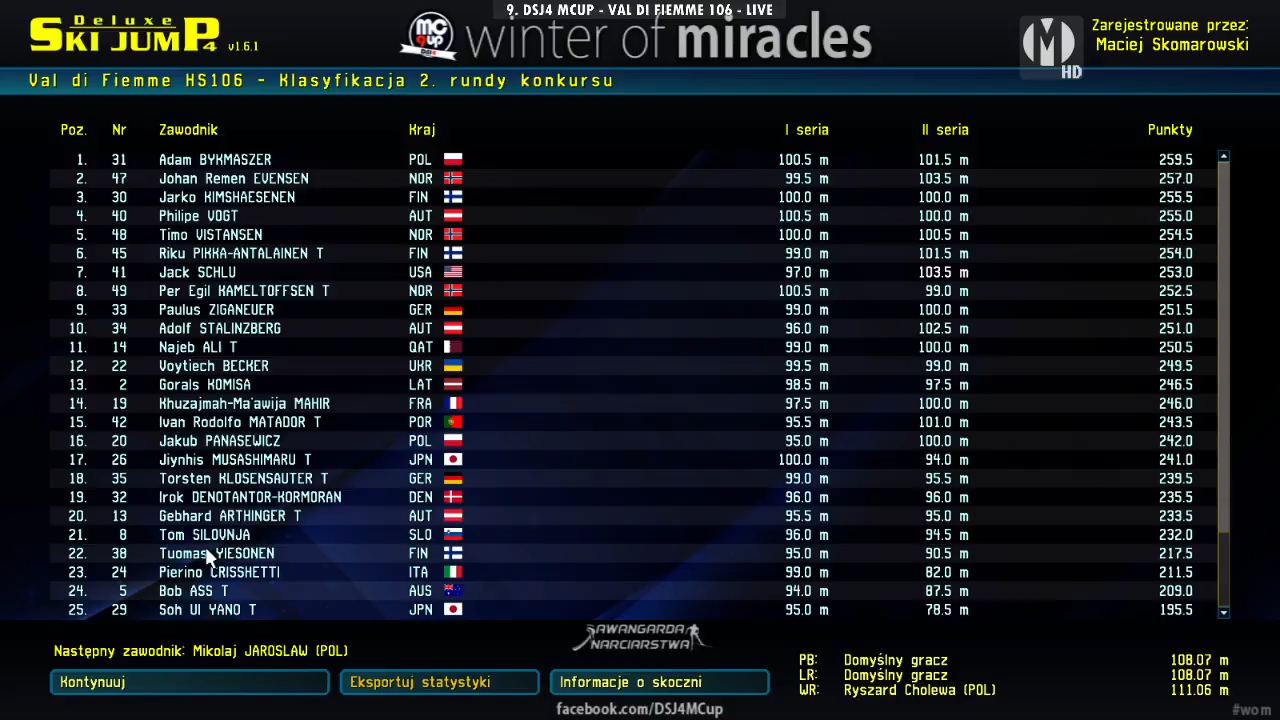 9. DSJ4 MCUP - VAL DI FIEMME 106 - LIVE
Deluxe
SKI JUMP 4 v1.6.1
MC CUP DSJ4
winter of miracles
HD
Zarejestrowane przez:
Maciej Skomarowski
Val di Fiemme HS106 - Klasyfikacja 2. rundy konkursu
Poz. Nr Zawodnik Kraj I seria II seria Punkty
1. 31 Adam BYKMASZER POL 100.5 m 101.5 m 259.5
2. 47 Johan Remen EVENSEN NOR 99.5 m 103.5 m 257.0
3. 30 Jarko KIMSHAESENEN FIN 100.0 m 100.0 m 255.5
4. 40 Philipe VOGT AUT 100.5 m 100.0 m 255.0
5. 48 Timo VISTANSEN NOR 100.0 m 100.5 m 254.5
6. 45 Riku PIKKA-ANTALAINEN T FIN 99.0 m 101.5 m 254.0
7. 41 Jack SCHLU USA 97.0 m 103.5 m 253.0
8. 49 Per Egil KAMELTOFFSEN T NOR 100.5 m 99.0 m 252.5
9. 33 Paulus ZIGANEUER GER 99.0 m 100.0 m 251.5
10. 34 Adolf STALINZBERG AUT 96.0 m 102.5 m 251.0
11. 14 Najeb ALI T QAT 99.0 m 100.0 m 250.5
12. 22 Voytiech BECKER UKR 99.5 m 99.5 m 249.5
13. 2 Gorals KOMISA LAT 98.5 m 97.5 m 246.5
14. 19 Khuzajmah-Ma'awija MAHIR FRA 97.5 m 100.0 m 246.0
15. 42 Ivan Rodolfo MATADOR T POR 95.5 m 101.0 m 243.5
16. 20 Jakub PANASEWICZ POL 95.0 m 100.0 m 242.0
17. 26 Jiynhis MUSASHIMARU T JPN 100.0 m 94.0 m 241.0
18. 35 Torsten KLOSENSAUTER T GER 99.0 m 95.5 m 239.5
19. 32 Irok DENOTANTOR-KORMORAN DEN 96.0 m 96.0 m 235.5
20. 13 Gebhard ARTHINGER T AUT 95.5 m 95.0 m 233.5
21. 8 Tom SILOVNJA SLO 96.0 m 94.5 m 232.0
22. 38 Tuomas YIESONEN FIN 95.0 m 90.5 m 217.5
23. 24 Pierino CRISSHETTI ITA 99.0 m 82.0 m 211.5
24. 5 Bob ASS T AUS 94.0 m 87.5 m 209.0
25. 29 Soh UI YANO T JPN 95.0 m 78.5 m 195.5
AWANGARDA NARCIARSTWA
Następny zawodnik: Mikolaj JAROSLAW (POL)
Kontynuuj Eksportuj statystyki Informacje o skoczni
PB: Domyślny gracz 108.07 m
LR: Domyślny gracz 108.07 m
WR: Ryszard Cholewa (POL) 111.06 m
facebook.com/DSJ4MCup
#wom